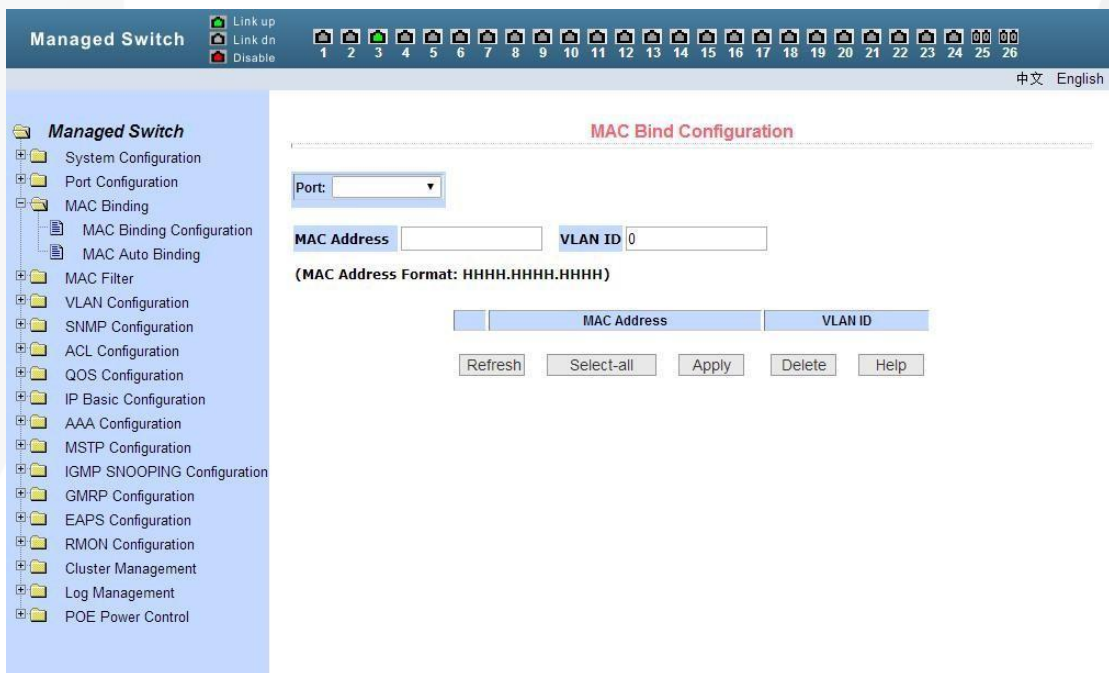 Managed Switch
Link up
Link dn
Disable
1 2 3 4 5 6 7 8 9 10 11 12 13 14 15 16 17 18 19 20 21 22 23 24 25 26
中文 English
Managed Switch
System Configuration
Port Configuration
MAC Binding
MAC Binding Configuration
MAC Auto Binding
MAC Filter
VLAN Configuration
SNMP Configuration
ACL Configuration
QOS Configuration
IP Basic Configuration
AAA Configuration
MSTP Configuration
IGMP SNOOPING Configuration
GMRP Configuration
EAPS Configuration
RMON Configuration
Cluster Management
Log Management
POE Power Control
MAC Bind Configuration
Port:
MAC Address VLAN ID 0
(MAC Address Format: HHHH.HHHH.HHHH)
MAC Address VLAN ID
Refresh Select-all Apply Delete Help